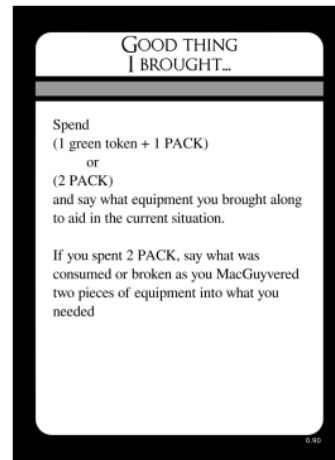 GOOD THING
I BROUGHT...
Spend
(1 green token + 1 PACK)
or
(2 PACK)
and say what equipment you brought along
to aid in the current situation.
If you spent 2 PACK, say what was
consumed or broken as you MacGuyvered
two pieces of equipment into what you
needed
0.90